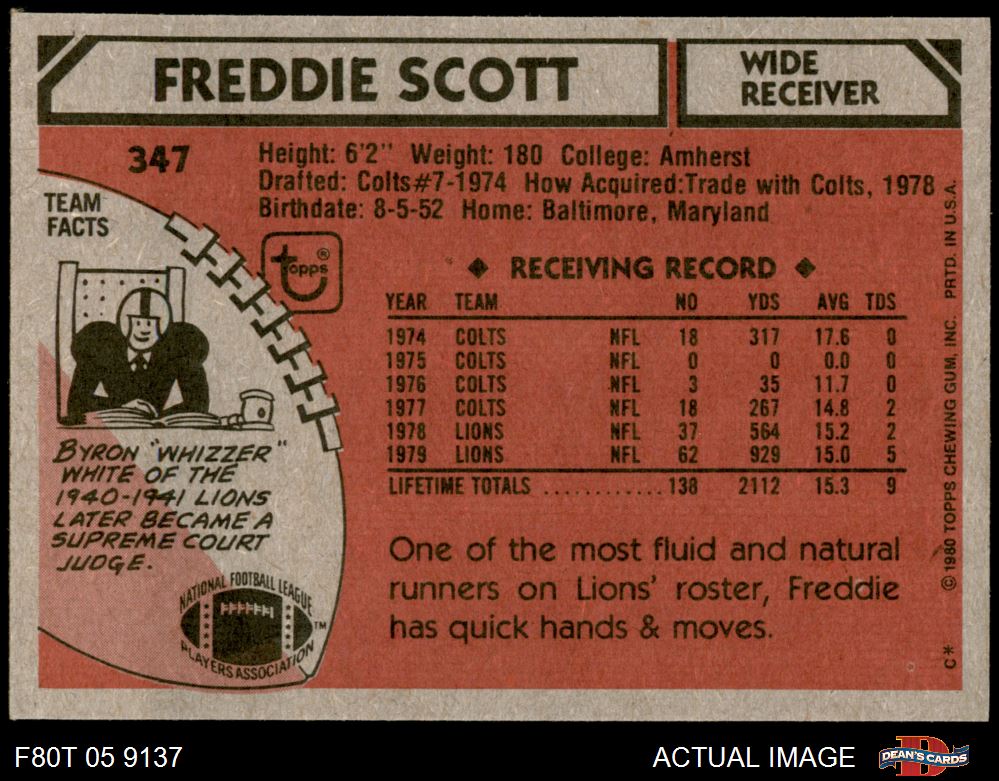 FREDDIE SCOTT
WIDE
RECEIVER
347
Height: 6'2" Weight: 180 College: Amherst
Drafted: Colts#7-1974 How Acquired:Trade with Colts, 1978
Birthdate: 8-5-52 Home: Baltimore, Maryland
TEAM
FACTS
topps®
◆ RECEIVING RECORD ◆
YEAR TEAM NO YDS AVG TDS
1974 COLTS NFL 18 317 17.6 0
1975 COLTS NFL 0 0 0.0 0
1976 COLTS NFL 3 35 11.7 0
1977 COLTS NFL 18 267 14.8 2
1978 LIONS NFL 37 564 15.2 2
1979 LIONS NFL 62 929 15.0 5
LIFETIME TOTALS ............ 138 2112 15.3 9
BYRON "WHIZZER"
WHITE OF THE
1940-1941 LIONS
LATER BECAME A
SUPREME COURT
JUDGE.
NATIONAL FOOTBALL LEAGUE
PLAYERS ASSOCIATION
TM
One of the most fluid and natural
runners on Lions' roster, Freddie
has quick hands & moves.
C* © 1980 TOPPS CHEWING GUM, INC. PRTD. IN U.S.A.
F80T 05 9137
ACTUAL IMAGE
DEAN'S CARDS